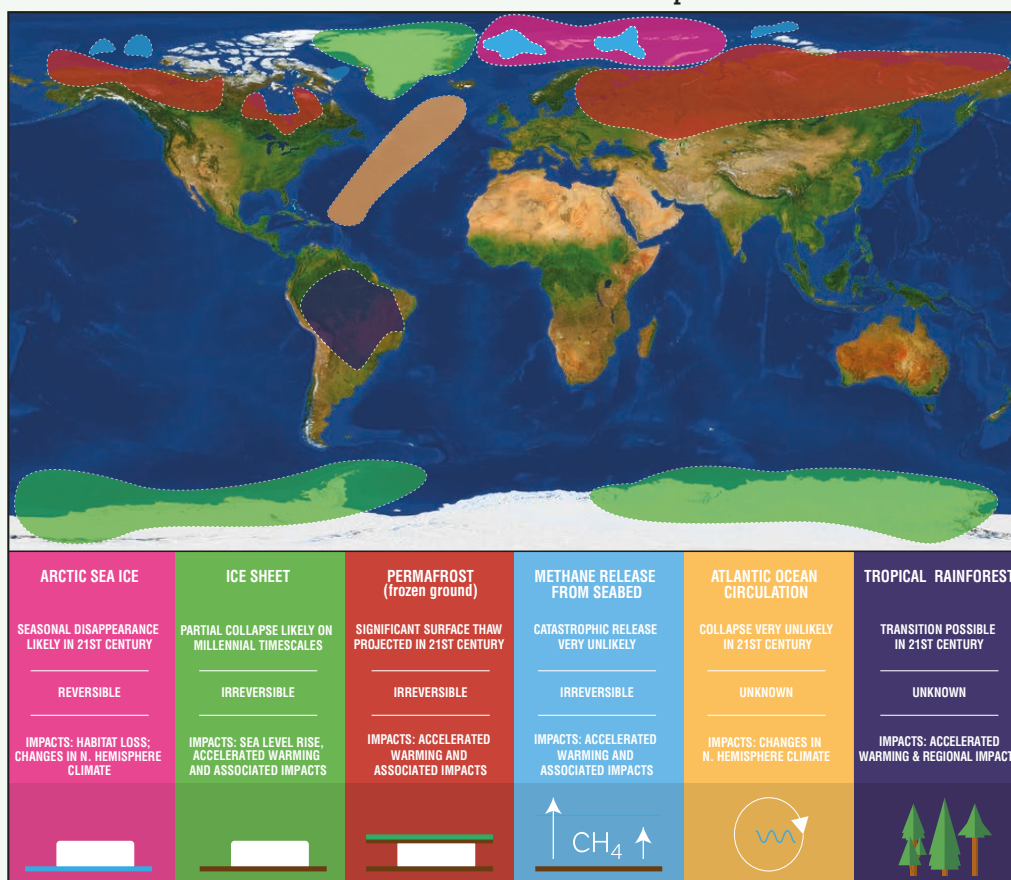 ARCTIC SEA ICE
SEASONAL DISAPPEARANCE
LIKELY IN 21ST CENTURY
REVERSIBLE
IMPACTS: HABITAT LOSS;
CHANGES IN N. HEMISPHERE
CLIMATE
ICE SHEET
PARTIAL COLLAPSE LIKELY ON
MILLENNIAL TIMESCALES
IRREVERSIBLE
IMPACTS: SEA LEVEL RISE,
ACCELERATED WARMING
AND ASSOCIATED IMPACTS
PERMAFROST
(frozen ground)
SIGNIFICANT SURFACE THAW
PROJECTED IN 21ST CENTURY
IRREVERSIBLE
IMPACTS: ACCELERATED
WARMING AND
ASSOCIATED IMPACTS
METHANE RELEASE
FROM SEABED
CATASTROPHIC RELEASE
VERY UNLIKELY
IRREVERSIBLE
IMPACTS: ACCELERATED
WARMING AND
ASSOCIATED IMPACTS
CH₄
ATLANTIC OCEAN
CIRCULATION
COLLAPSE VERY UNLIKELY
IN 21ST CENTURY
UNKNOWN
IMPACTS: CHANGES IN
N. HEMISPHERE CLIMATE
TROPICAL RAINFOREST
TRANSITION POSSIBLE
IN 21ST CENTURY
UNKNOWN
IMPACTS: ACCELERATED
WARMING & REGIONAL IMPACT